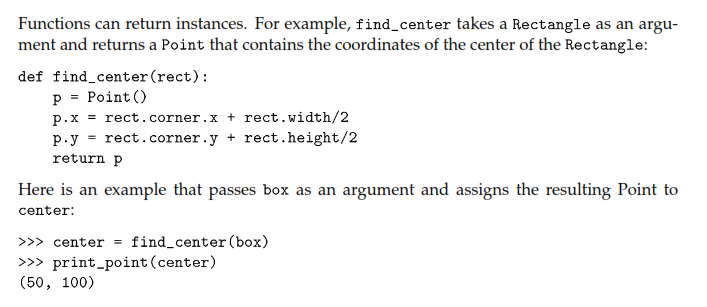 Functions can return instances. For example, find_center takes a Rectangle as an argu-
ment and returns a Point that contains the coordinates of the center of the Rectangle:
def find_center(rect):
    p = Point()
    p.x = rect.corner.x + rect.width/2
    p.y = rect.corner.y + rect.height/2
    return p
Here is an example that passes box as an argument and assigns the resulting Point to
center:
>>> center = find_center(box)
>>> print_point(center)
(50, 100)